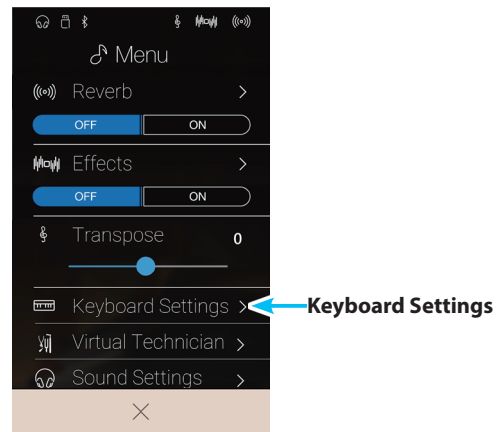 Menu
Reverb
OFF ON
Effects
OFF ON
Transpose 0
Keyboard Settings
Keyboard Settings
Virtual Technician
Sound Settings